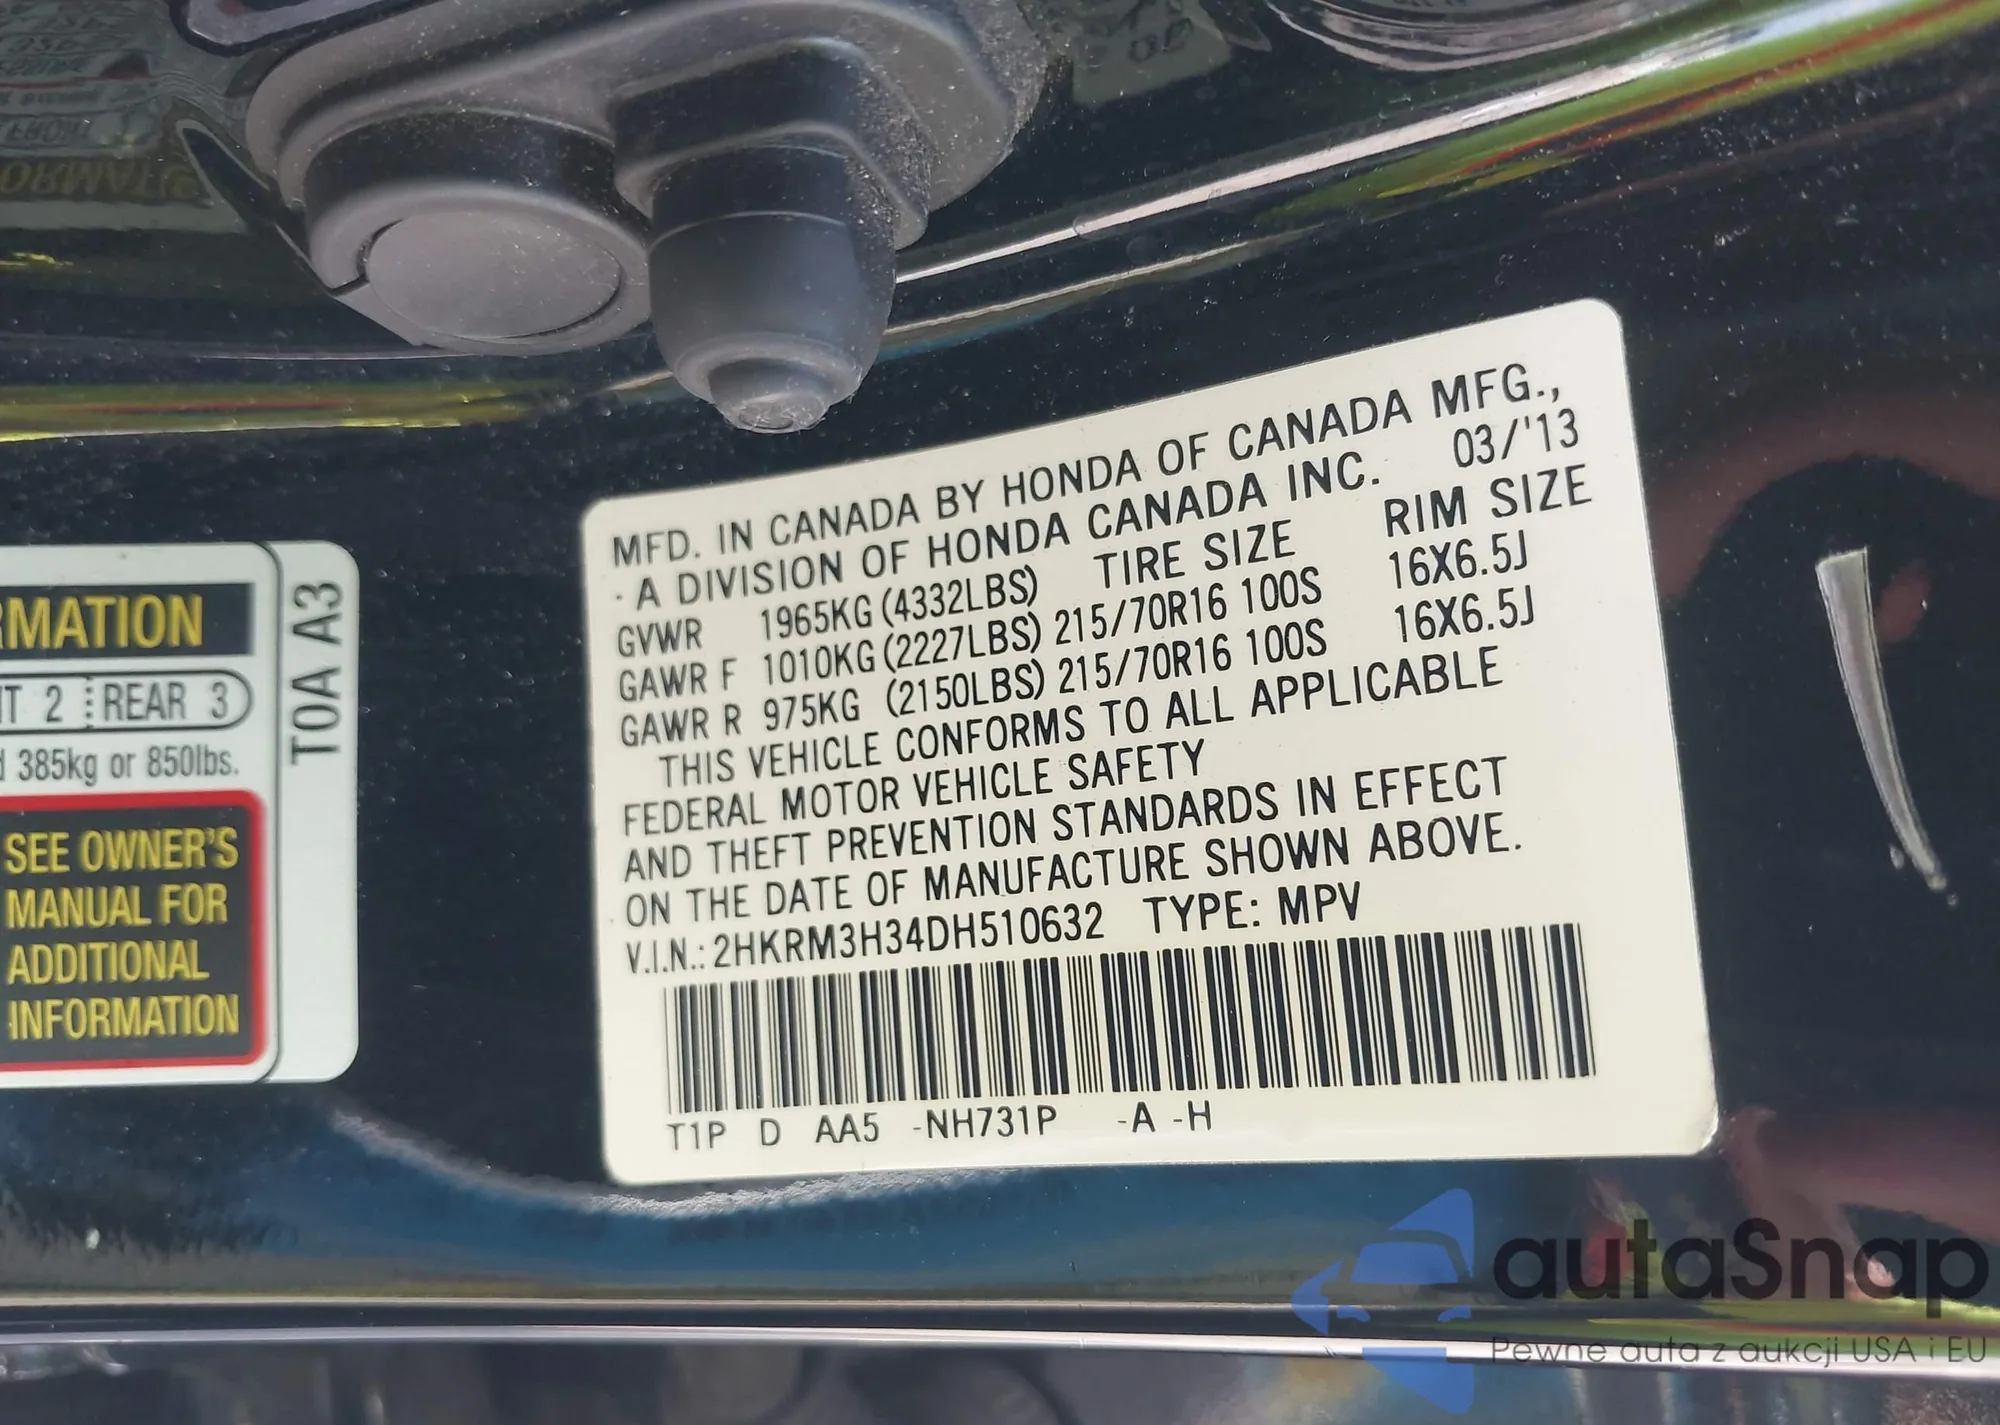 RMATION
T 2 REAR 3
385kg or 850lbs.
SEE OWNER'S
MANUAL FOR
ADDITIONAL
INFORMATION
T0A A3
MFD. IN CANADA BY HONDA OF CANADA MFG.,
A DIVISION OF HONDA CANADA INC. 03/'13
TIRE SIZE RIM SIZE
GVWR 1965KG (4332LBS)
GAWR F 1010KG (2227LBS) 215/70R16 100S 16X6.5J
GAWR R 975KG (2150LBS) 215/70R16 100S 16X6.5J
THIS VEHICLE CONFORMS TO ALL APPLICABLE
FEDERAL MOTOR VEHICLE SAFETY
AND THEFT PREVENTION STANDARDS IN EFFECT
ON THE DATE OF MANUFACTURE SHOWN ABOVE.
V.I.N.: 2HKRM3H34DH510632 TYPE: MPV
T1P D AA5 -NH731P -A -H
autaSnap
Pewne auta z aukcji USA i EU